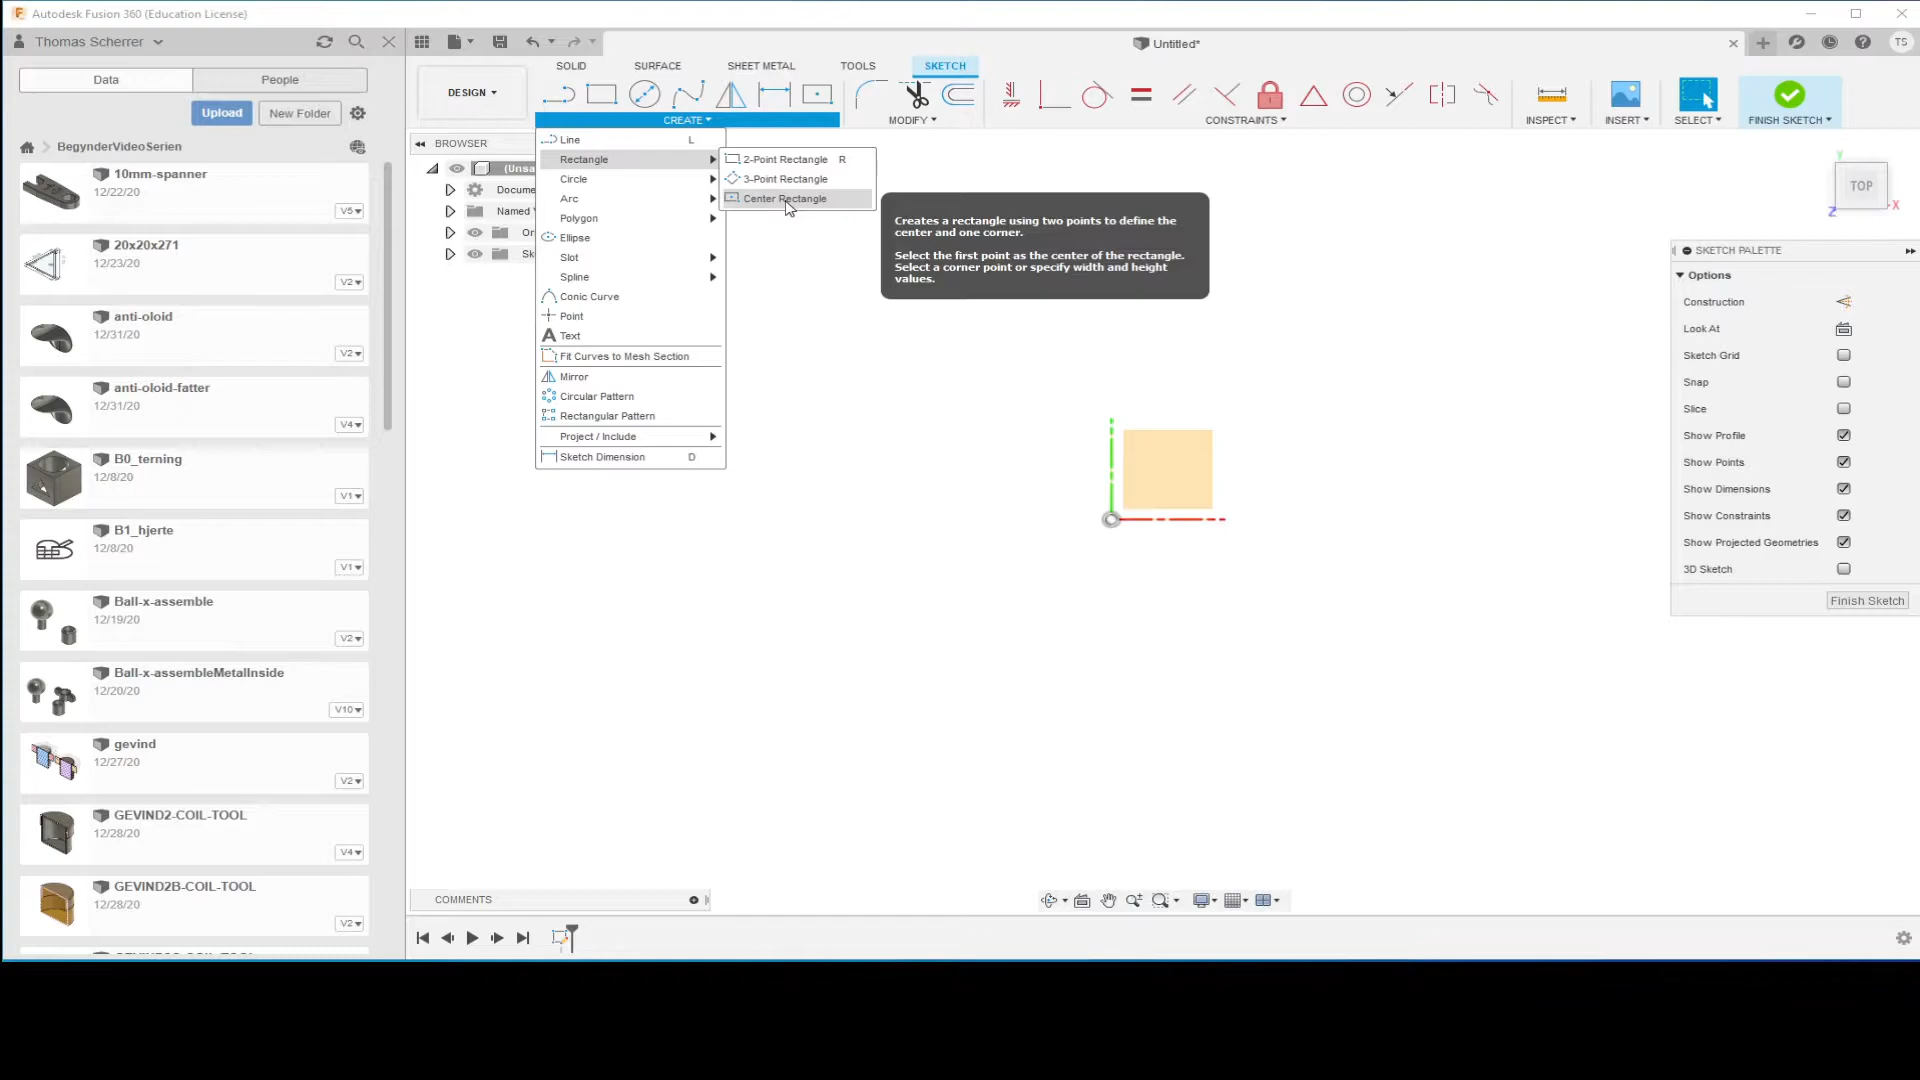 Autodesk Fusion 360 (Education License)
Thomas Scherrer
Untitled*
TS
Data
People
Upload
New Folder
BegynderVideoSerien
10mm-spanner
12/22/20
V5
20x20x271
12/23/20
V2
anti-oloid
12/31/20
V2
anti-oloid-fatter
12/31/20
V4
B0_terning
12/8/20
V1
B1_hjerte
12/8/20
V1
Ball-x-assemble
12/19/20
V2
Ball-x-assembleMetalInside
12/20/20
V10
gevind
12/27/20
V2
GEVIND2-COIL-TOOL
12/28/20
V4
GEVIND2B-COIL-TOOL
12/28/20
V2
DESIGN
SOLID
SURFACE
SHEET METAL
TOOLS
SKETCH
CREATE
MODIFY
CONSTRAINTS
INSPECT
INSERT
SELECT
FINISH SKETCH
BROWSER
(Unsa
Docume
Named V
Or
Sk
Line L
Rectangle
Circle
Arc
Polygon
Ellipse
Slot
Spline
Conic Curve
Point
Text
Fit Curves to Mesh Section
Mirror
Circular Pattern
Rectangular Pattern
Project / Include
Sketch Dimension D
2-Point Rectangle R
3-Point Rectangle
Center Rectangle
Creates a rectangle using two points to define the
center and one corner.
Select the first point as the center of the rectangle.
Select a corner point or specify width and height
values.
Y
TOP
X
Z
SKETCH PALETTE
Options
Construction
Look At
Sketch Grid
Snap
Slice
Show Profile
Show Points
Show Dimensions
Show Constraints
Show Projected Geometries
3D Sketch
Finish Sketch
COMMENTS